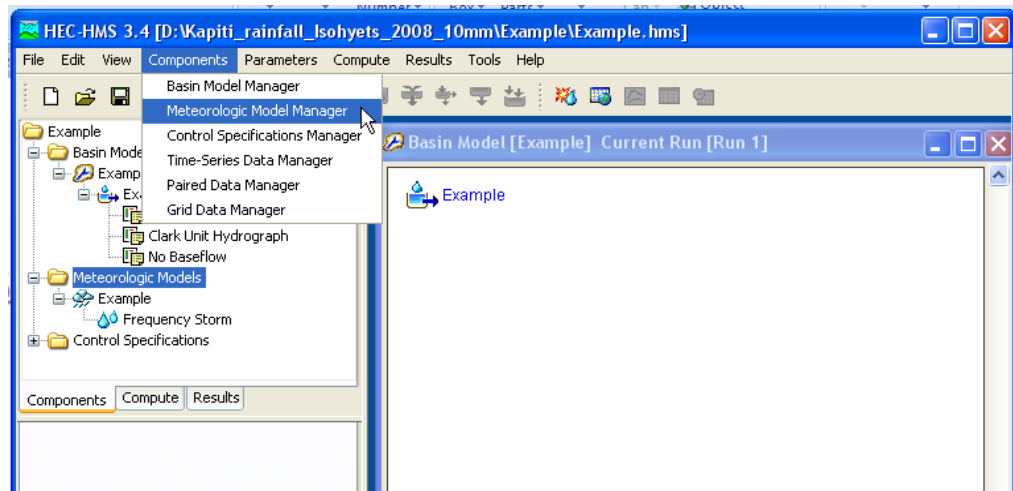 HEC-HMS 3.4 [D:\Kapiti_rainfall_Isohyets_2008_10mm\Example\Example.hms]
File Edit View Components Parameters Compute Results Tools Help
Basin Model Manager
Meteorologic Model Manager
Control Specifications Manager
Time-Series Data Manager
Paired Data Manager
Grid Data Manager
Example
Basin Mode
Examp
Ex
Clark Unit Hydrograph
No Baseflow
Meteorologic Models
Example
Frequency Storm
Control Specifications
Components Compute Results
Basin Model [Example] Current Run [Run 1]
Example